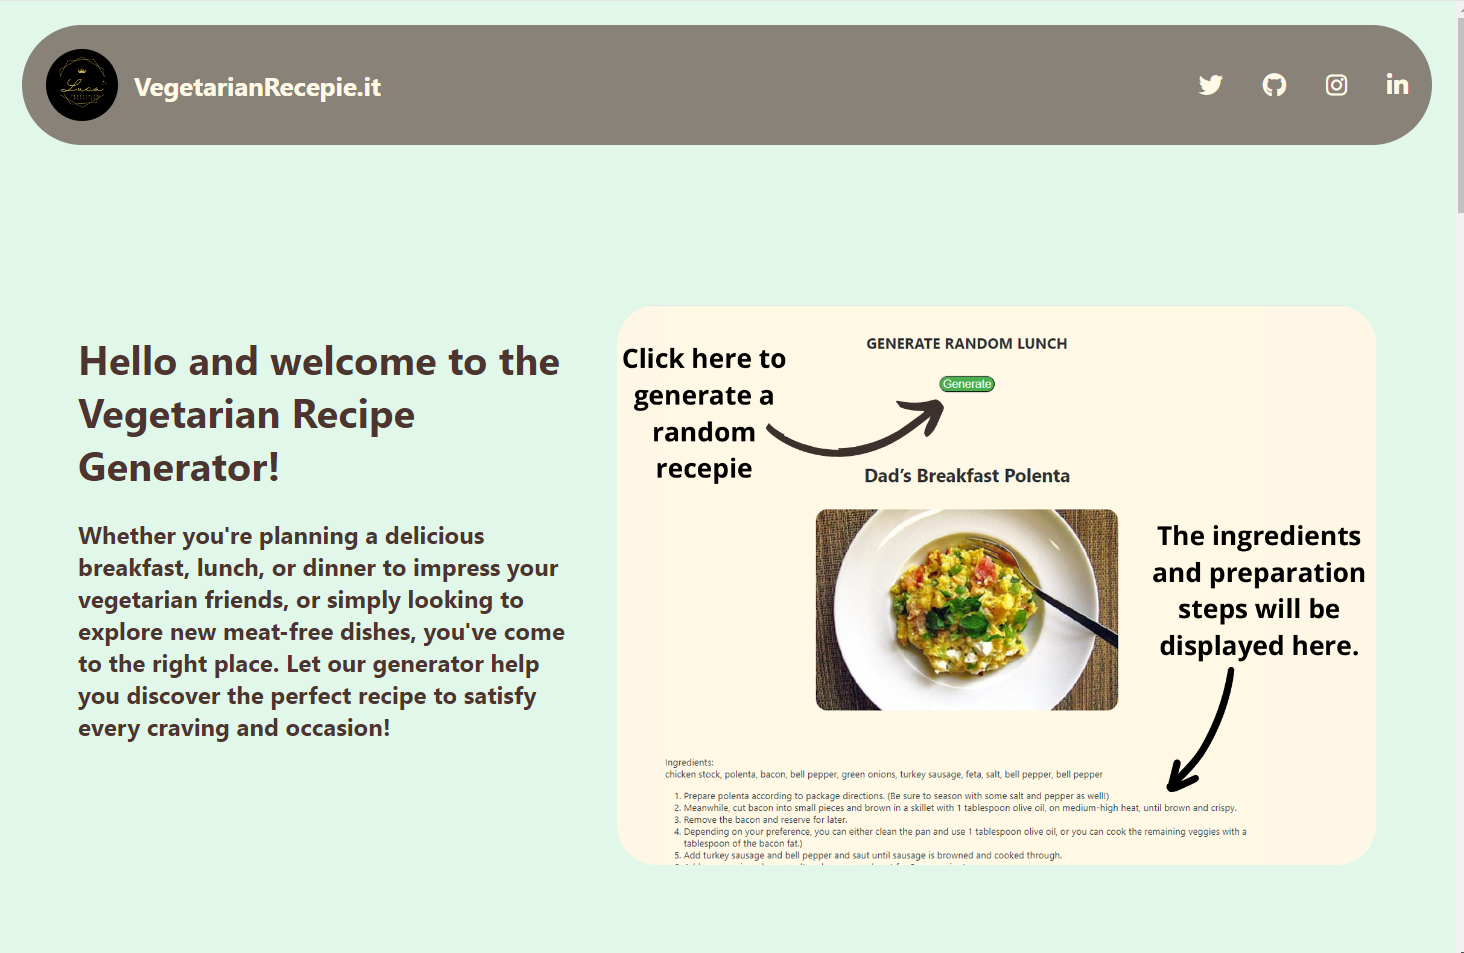 Luca
VegetarianRecepie.it
Hello and welcome to the
Vegetarian Recipe
Generator!
Whether you're planning a delicious
breakfast, lunch, or dinner to impress your
vegetarian friends, or simply looking to
explore new meat-free dishes, you've come
to the right place. Let our generator help
you discover the perfect recipe to satisfy
every craving and occasion!
GENERATE RANDOM LUNCH
Generate
Click here to
generate a
random
recepie
Dad’s Breakfast Polenta
The ingredients
and preparation
steps will be
displayed here.
Ingredients:
chicken stock, polenta, bacon, bell pepper, green onions, turkey sausage, feta, salt, bell pepper, bell pepper
1. Prepare polenta according to package directions. (Be sure to season with some salt and pepper as well!)
2. Meanwhile, cut bacon into small pieces and brown in a skillet with 1 tablespoon olive oil, on medium-high heat, until brown and crispy.
3. Remove the bacon and reserve for later.
4. Depending on your preference, you can either clean the pan and use 1 tablespoon olive oil, or you can cook the remaining veggies with a
tablespoon of the bacon fat.)
5. Add turkey sausage and bell pepper and saut until sausage is browned and cooked through.